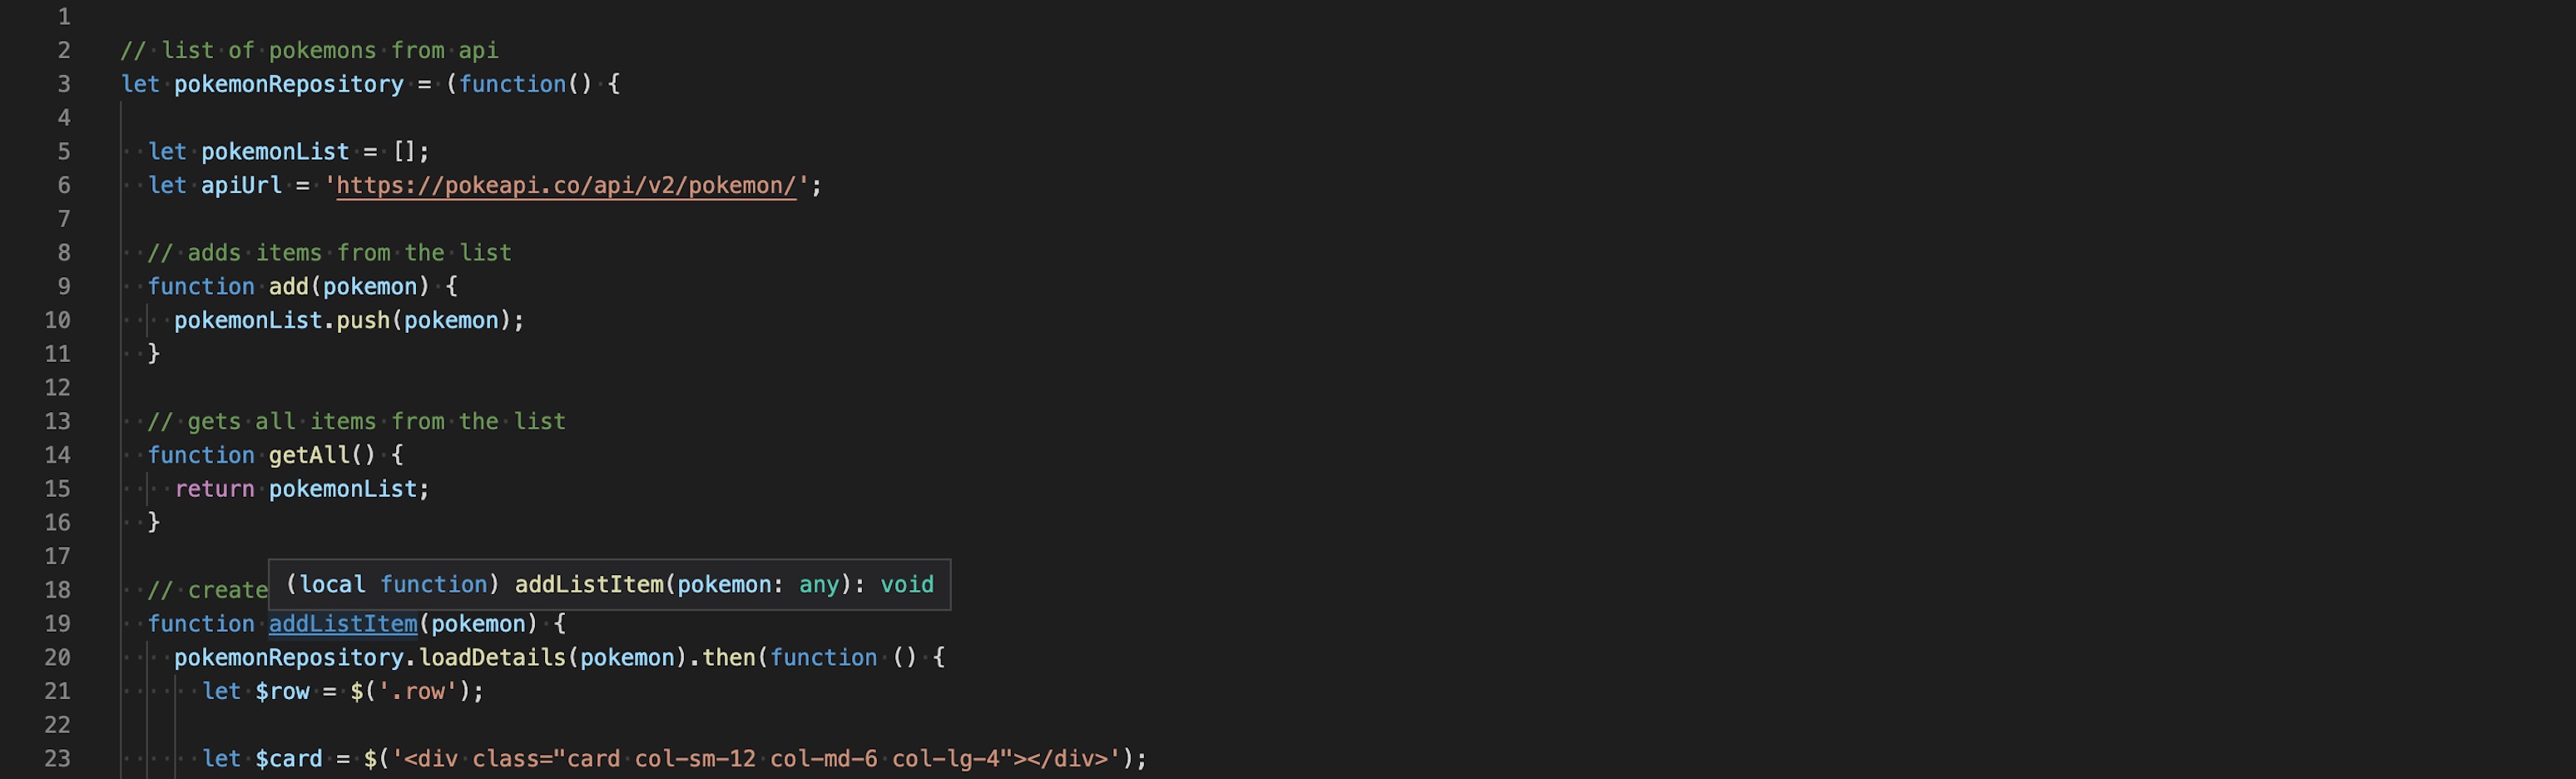 1
2 // list of pokemons from api
3 let pokemonRepository = (function() {
4
5 let pokemonList = [];
6 let apiUrl = 'https://pokeapi.co/api/v2/pokemon/';
7
8 // adds items from the list
9 function add(pokemon) {
10 pokemonList.push(pokemon);
11 }
12
13 // gets all items from the list
14 function getAll() {
15 return pokemonList;
16 }
17
(local function) addListItem(pokemon: any): void
18 // create
19 function addListItem(pokemon) {
20 pokemonRepository.loadDetails(pokemon).then(function () {
21 let $row = $('.row');
22
23 let $card = $('<div class="card col-sm-12 col-md-6 col-lg-4"></div>');